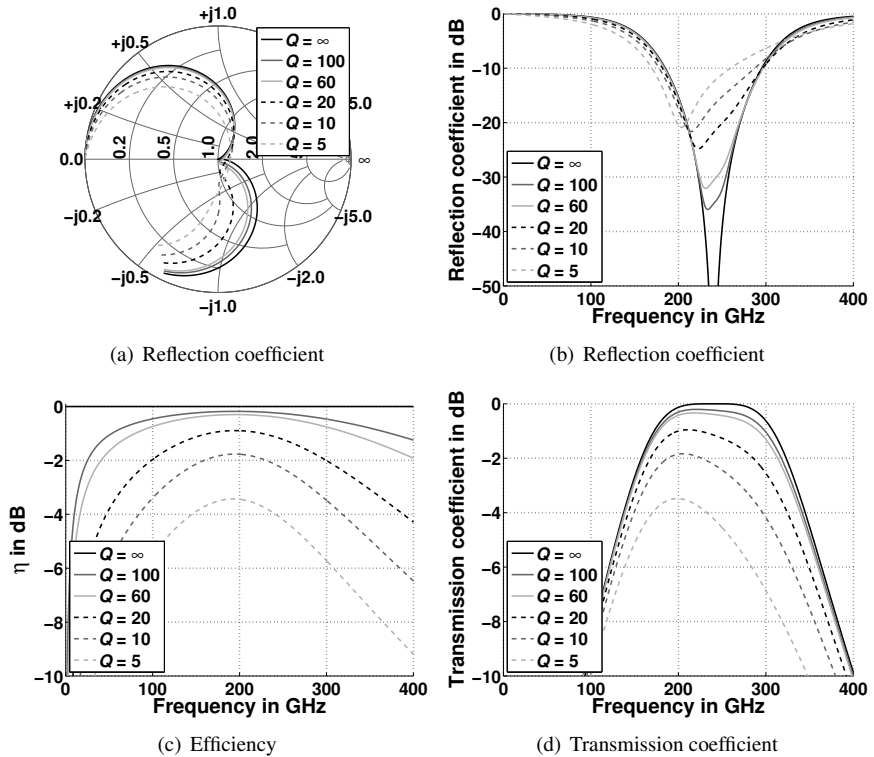 +j1.0
+j0.5
+j0.2
0.0
0.2
0.5
1.0
2.0
5.0
∞
−j0.2
−j0.5
−j1.0
−j2.0
−j5.0
Q = ∞
Q = 100
Q = 60
Q = 20
Q = 10
Q = 5
(a) Reflection coefficient
Reflection coefficient in dB
0
−10
−20
−30
−40
−50
0
100
200
300
400
Frequency in GHz
Q = ∞
Q = 100
Q = 60
Q = 20
Q = 10
Q = 5
(b) Reflection coefficient
η in dB
0
−2
−4
−6
−8
−10
0
100
200
300
400
Frequency in GHz
Q = ∞
Q = 100
Q = 60
Q = 20
Q = 10
Q = 5
(c) Efficiency
Transmission coefficient in dB
0
−2
−4
−6
−8
−10
0
100
200
300
400
Frequency in GHz
Q = ∞
Q = 100
Q = 60
Q = 20
Q = 10
Q = 5
(d) Transmission coefficient